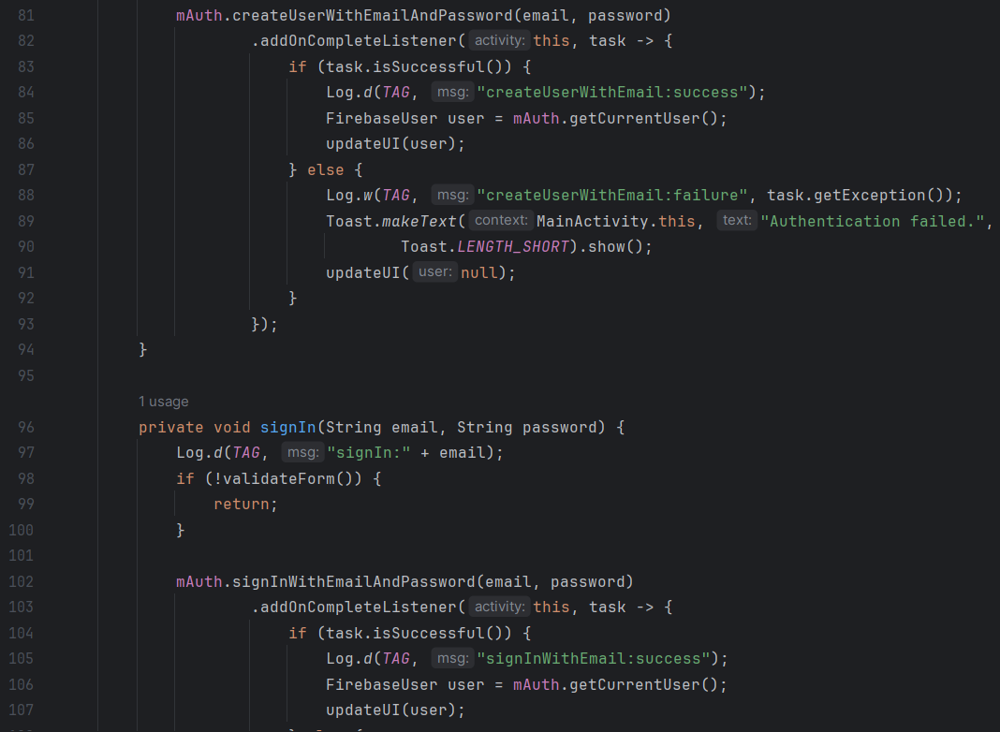 81 mAuth.createUserWithEmailAndPassword(email, password)
82 .addOnCompleteListener( activity: this, task -> {
83 if (task.isSuccessful()) {
84 Log.d(TAG, msg: "createUserWithEmail:success");
85 FirebaseUser user = mAuth.getCurrentUser();
86 updateUI(user);
87 } else {
88 Log.w(TAG, msg: "createUserWithEmail:failure", task.getException());
89 Toast.makeText( context: MainActivity.this, text: "Authentication failed.",
90 Toast.LENGTH_SHORT).show();
91 updateUI( user: null);
92 }
93 });
94 }
95
1 usage
96 private void signIn(String email, String password) {
97 Log.d(TAG, msg: "signIn:" + email);
98 if (!validateForm()) {
99 return;
100 }
101
102 mAuth.signInWithEmailAndPassword(email, password)
103 .addOnCompleteListener( activity: this, task -> {
104 if (task.isSuccessful()) {
105 Log.d(TAG, msg: "signInWithEmail:success");
106 FirebaseUser user = mAuth.getCurrentUser();
107 updateUI(user);